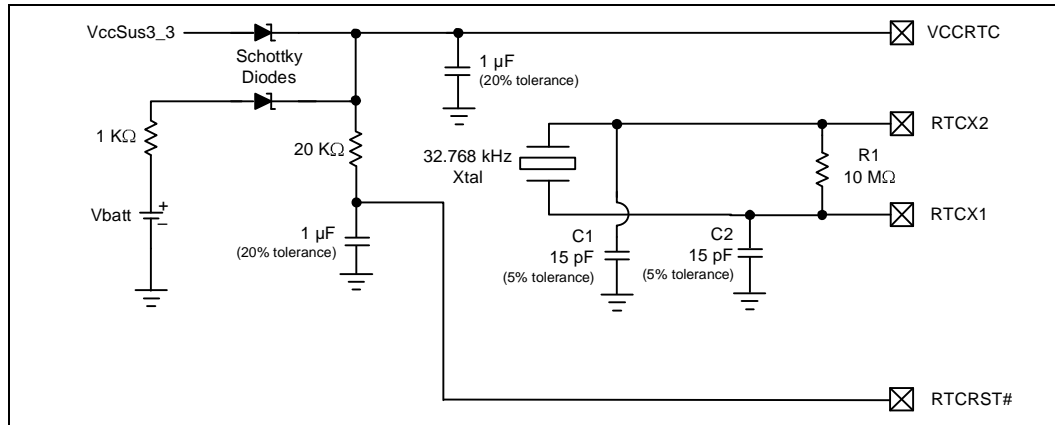 VccSus3_3
Schottky
Diodes
1 µF
(20% tolerance)
VCCRTC
1 KΩ
20 KΩ
32.768 kHz
Xtal
RTCX2
R1
10 MΩ
Vbatt
+
–
1 µF
(20% tolerance)
C1
15 pF
(5% tolerance)
C2
15 pF
(5% tolerance)
RTCX1
RTCRST#